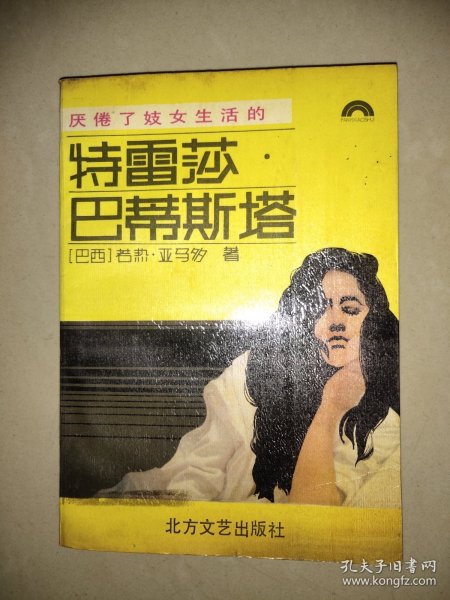 厌倦了妓女生活的
特雷莎·
巴蒂斯塔
[巴西]若热·亚马多 著
北方文艺出版社
孔夫子旧书网
www.kongfz.com